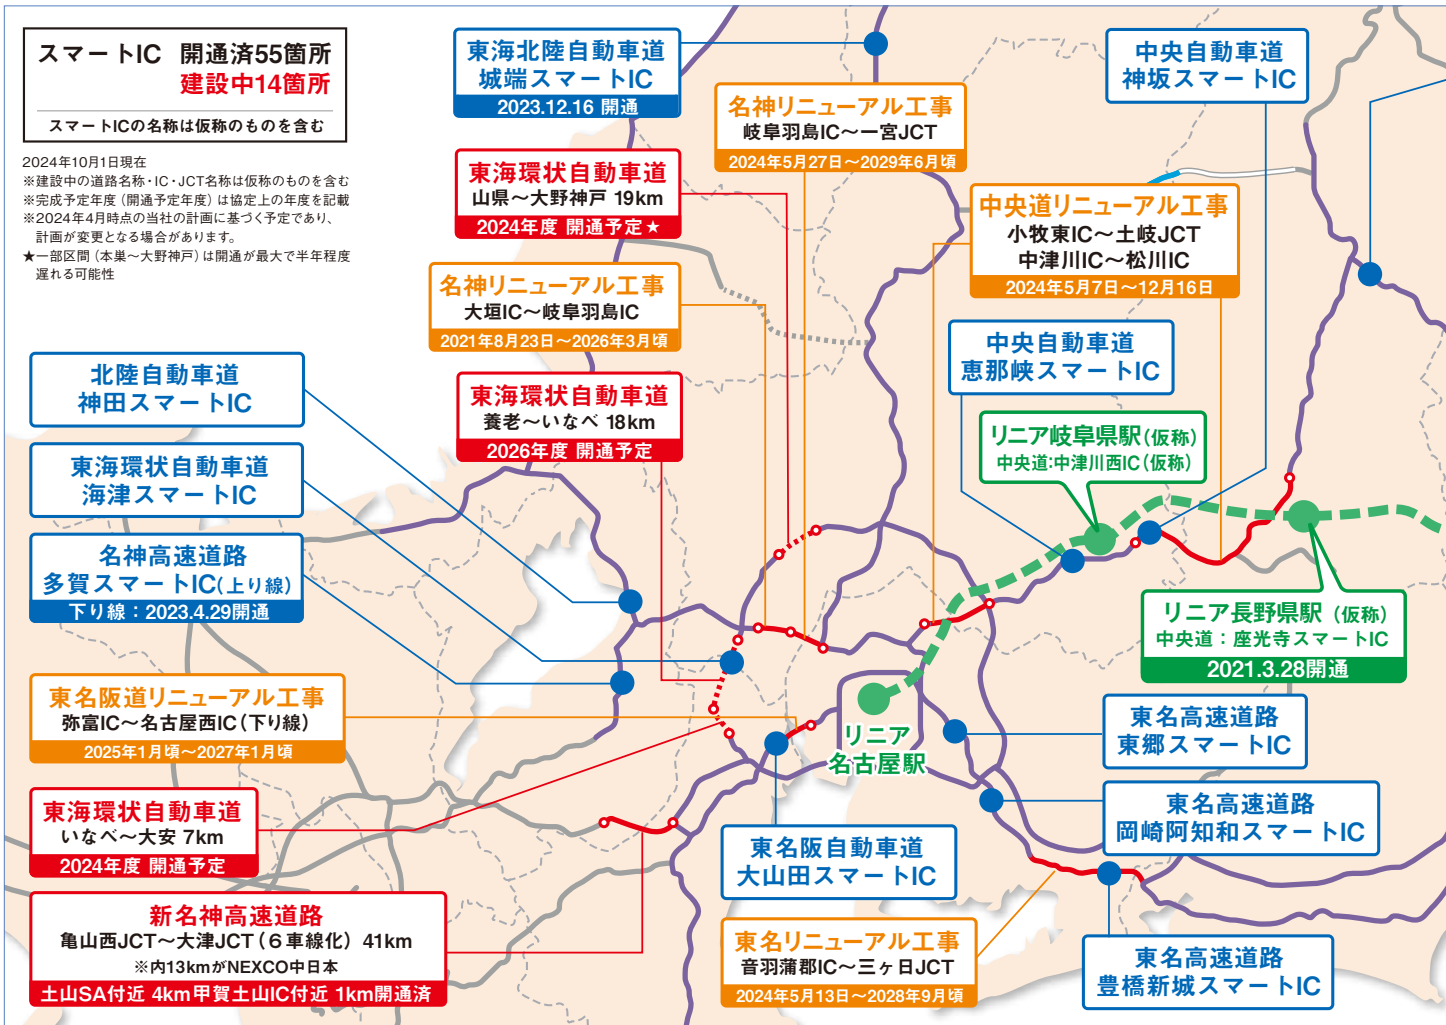 スマートIC 開通済55箇所
建設中14箇所
スマートICの名称は仮称のものを含む
2024年10月1日現在
※建設中の道路名称・IC・JCT名称は仮称のものを含む
※完成予定年度（開通予定年度）は協定上の年度を記載
※2024年4月時点の当社の計画に基づく予定であり、
計画が変更となる場合があります。
★一部区間（本巣～大野神戸）は開通が最大で半年程度
遅れる可能性
東海北陸自動車道
城端スマートIC
2023.12.16 開通
名神リニューアル工事
岐阜羽島IC～一宮JCT
2024年5月27日～2029年6月頃
中央自動車道
神坂スマートIC
東海環状自動車道
山県～大野神戸 19km
2024年度 開通予定★
中央道リニューアル工事
小牧東IC～土岐JCT
中津川IC～松川IC
2024年5月7日～12月16日
名神リニューアル工事
大垣IC～岐阜羽島IC
2021年8月23日～2026年3月頃
中央自動車道
恵那峡スマートIC
北陸自動車道
神田スマートIC
東海環状自動車道
養老～いなべ 18km
2026年度 開通予定
リニア岐阜県駅（仮称）
中央道:中津川西IC（仮称）
東海環状自動車道
海津スマートIC
名神高速道路
多賀スマートIC（上り線）
下り線：2023.4.29開通
リニア長野県駅（仮称）
中央道：座光寺スマートIC
2021.3.28開通
東名阪道リニューアル工事
弥富IC～名古屋西IC（下り線）
2025年1月頃～2027年1月頃
リニア
名古屋駅
東名高速道路
東郷スマートIC
東海環状自動車道
いなべ～大安 7km
2024年度 開通予定
東名高速道路
岡崎阿知和スマートIC
東名阪自動車道
大山田スマートIC
新名神高速道路
亀山西JCT～大津JCT（６車線化）41km
※内13kmがNEXCO中日本
土山SA付近 4km甲賀土山IC付近 1km開通済
東名リニューアル工事
音羽蒲郡IC～三ヶ日JCT
2024年5月13日～2028年9月頃
東名高速道路
豊橋新城スマートIC